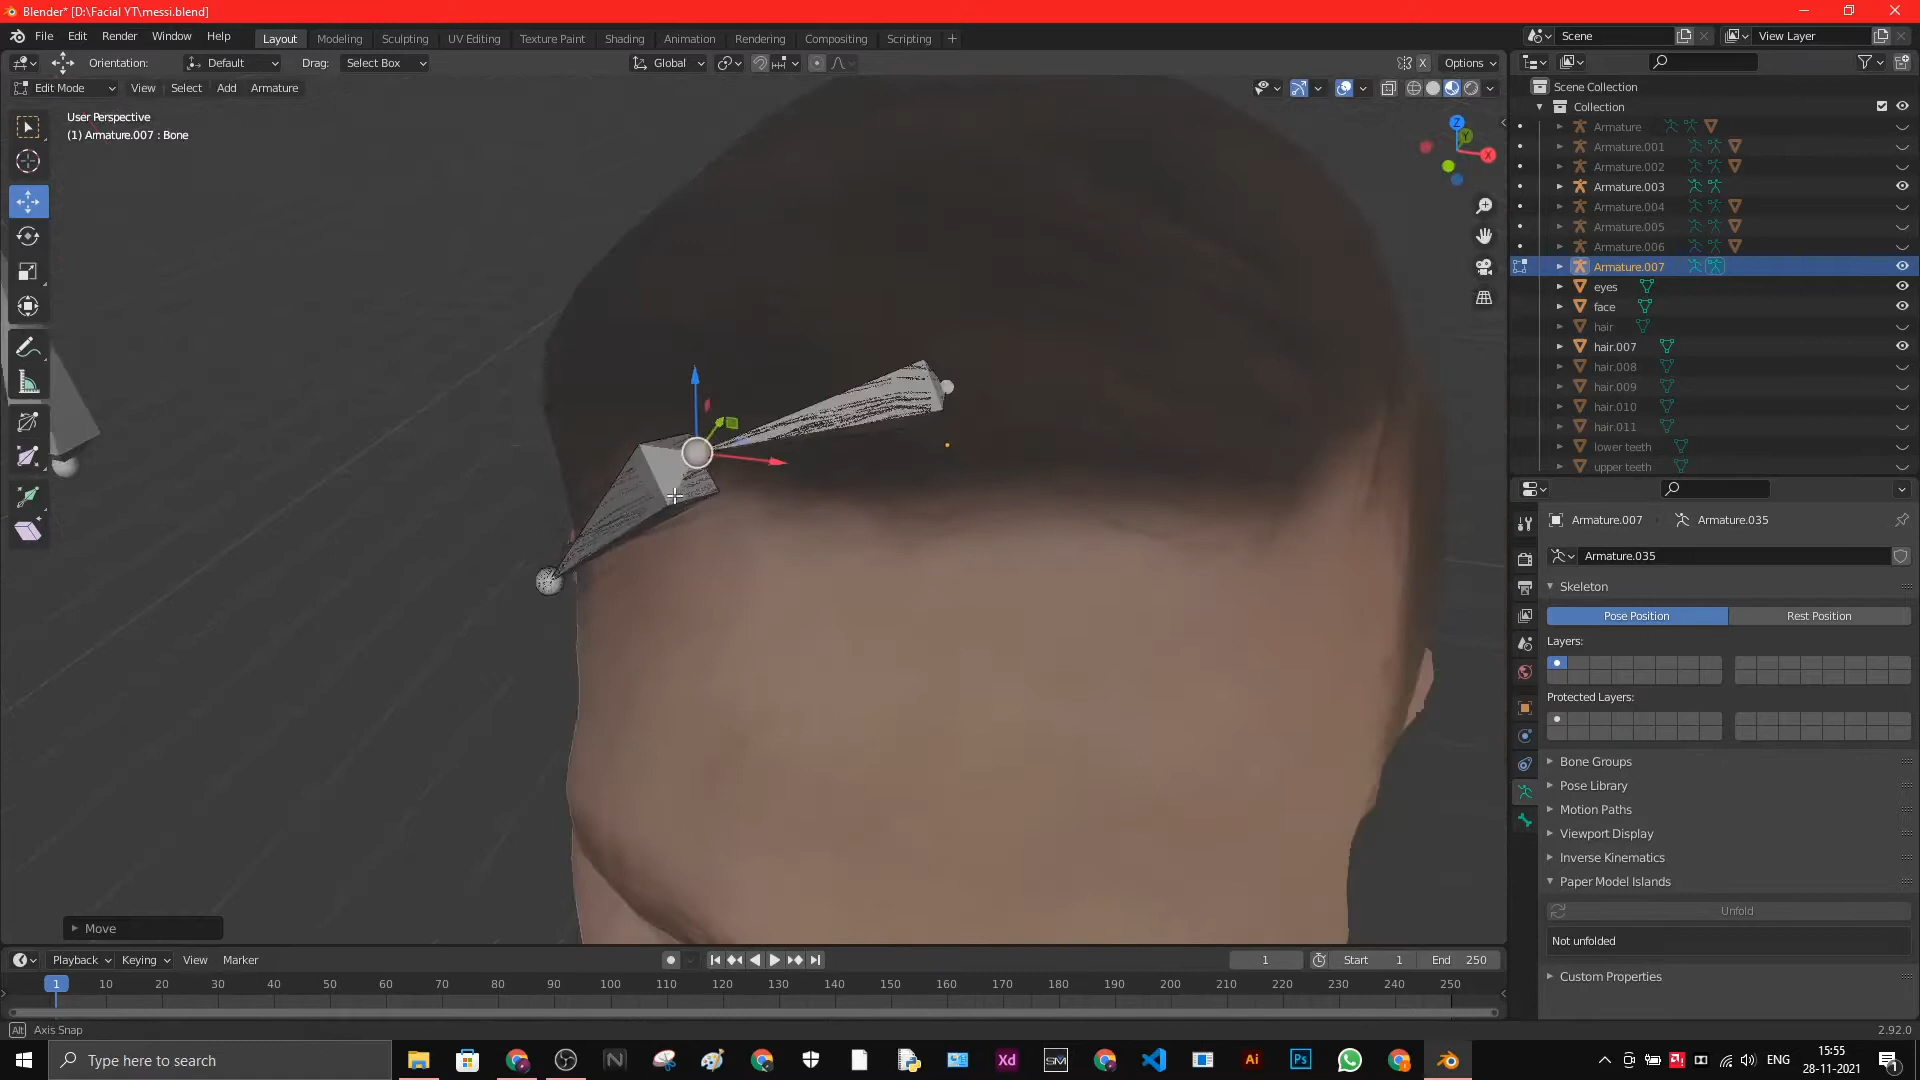 Blender* [D:\Facial YT\messi.blend]
File Edit Render Window Help Layout Modeling Sculpting UV Editing Texture Paint Shading Animation Rendering Compositing Scripting + Scene View Layer
Orientation: Default Drag: Select Box Global X Options
Edit Mode View Select Add Armature
User Perspective
(1) Armature.007 : Bone
Z
Y
X
Scene Collection
Collection
Armature
Armature.001
Armature.002
Armature.003
Armature.004
Armature.005
Armature.006
Armature.007
eyes
face
hair
hair.007
hair.008
hair.009
hair.010
hair.011
lower teeth
upper teeth
Armature.007 Armature.035
Armature.035
Skeleton
Pose Position Rest Position
Layers:
Protected Layers:
Bone Groups
Pose Library
Motion Paths
Viewport Display
Inverse Kinematics
Paper Model Islands
Unfold
Not unfolded
Custom Properties
Move
Playback Keying View Marker 1 Start 1 End 250
1 10 20 30 40 50 60 70 80 90 100 110 120 130 140 150 160 170 180 190 200 210 220 230 240 250
Alt Axis Snap 2.92.0
Type here to search
N Xd SM Ai Ps
ENG
15:55
28-11-2021
1